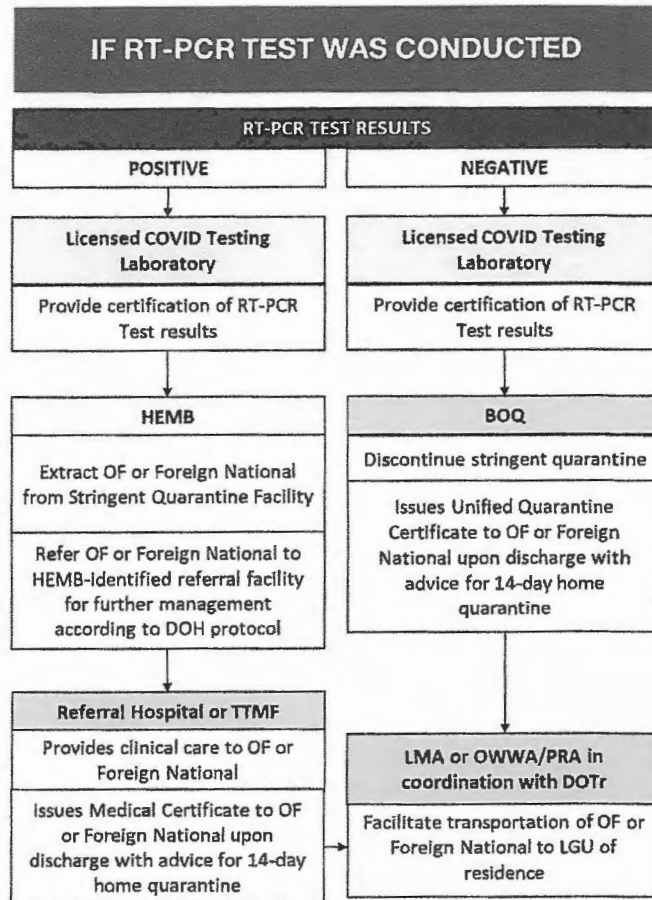 IF RT-PCR TEST WAS CONDUCTED
RT-PCR TEST RESULTS
POSITIVE
Licensed COVID Testing
Laboratory
Provide certification of RT-PCR
Test results
HEMB
Extract OF or Foreign National
from Stringent Quarantine Facility
Refer OF or Foreign National to
HEMB-identified referral facility
for further management
according to DOH protocol
Referral Hospital or TTMF
Provides clinical care to OF or
Foreign National
Issues Medical Certificate to OF
or Foreign National upon
discharge with advice for 14-day
home quarantine
NEGATIVE
Licensed COVID Testing
Laboratory
Provide certification of RT-PCR
Test results
BOQ
Discontinue stringent quarantine
Issues Unified Quarantine
Certificate to OF or Foreign
National upon discharge with
advice for 14-day home
quarantine
LMA or OWWA/PRA in
coordination with DOTr
Facilitate transportation of OF or
Foreign National to LGU of
residence